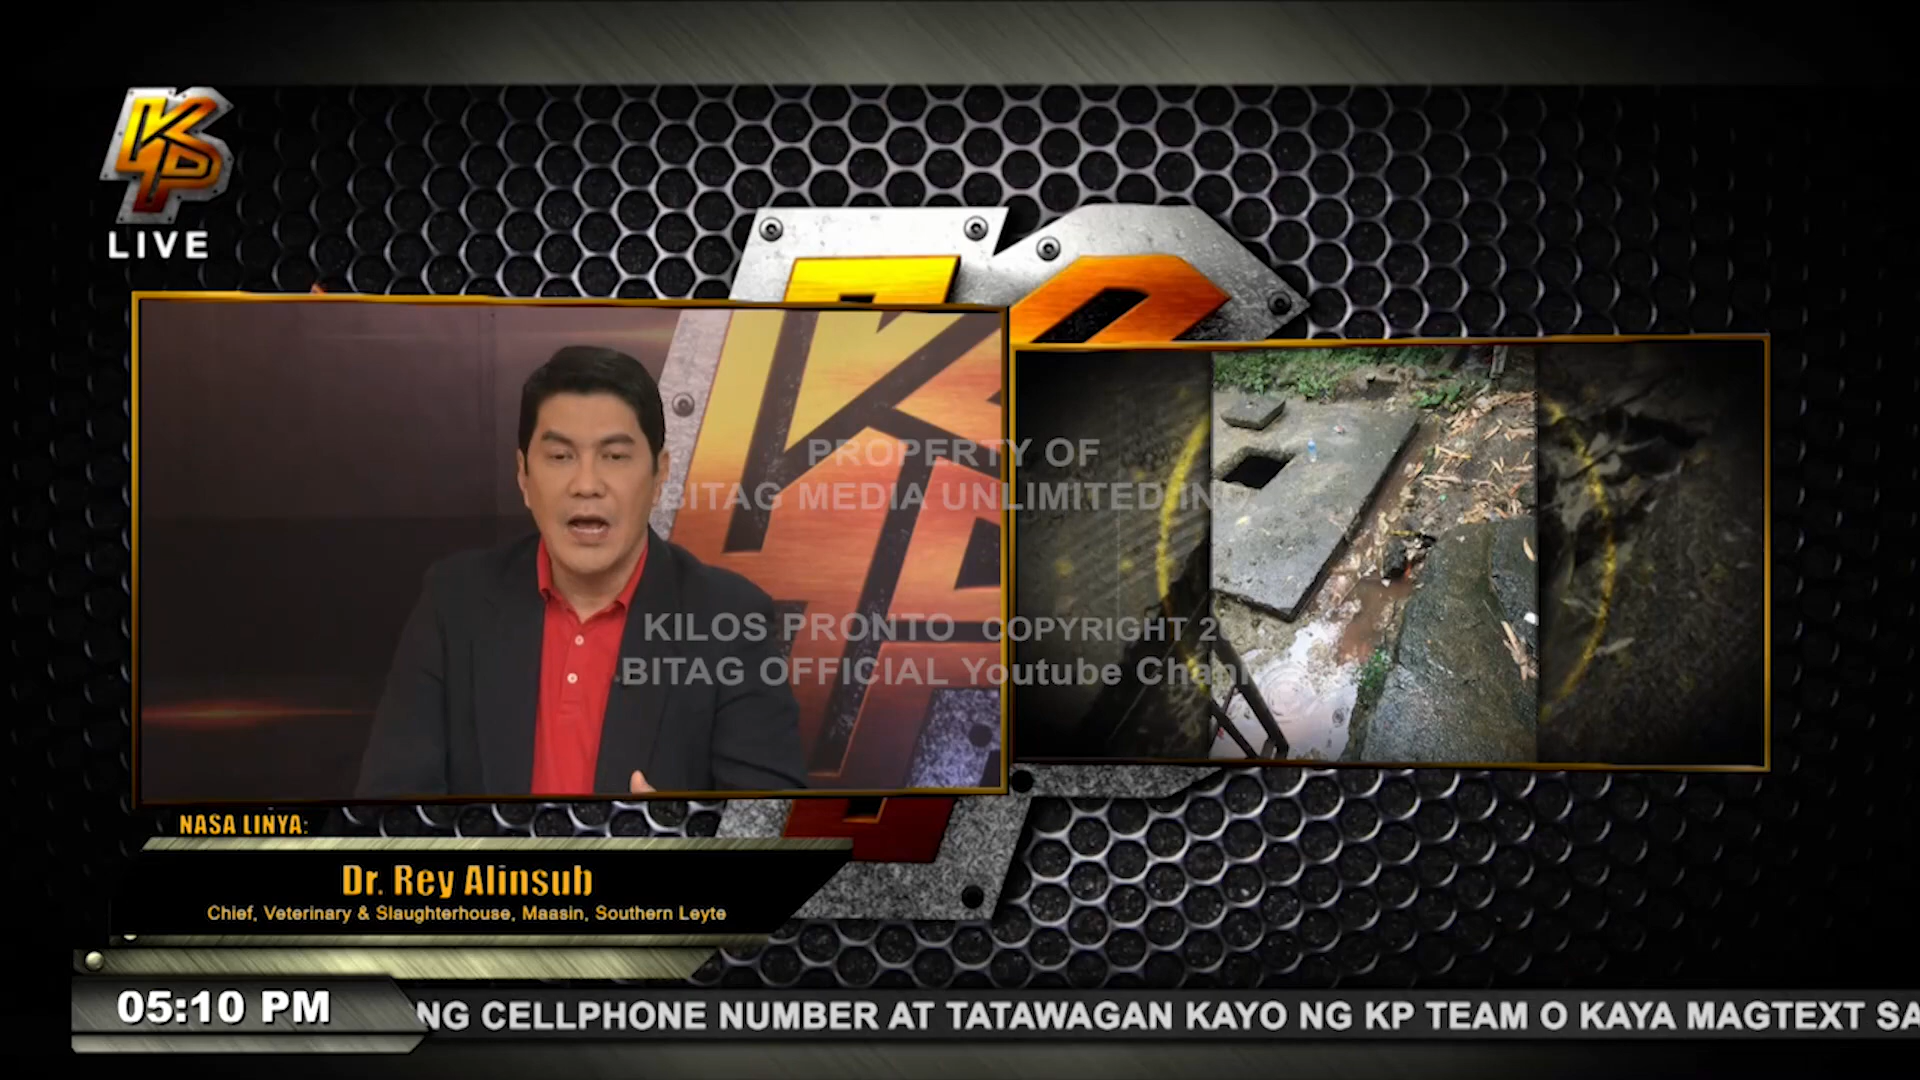 KP
LIVE
PROPERTY OF
BITAG MEDIA UNLIMITED INC
KILOS PRONTO COPYRIGHT
BITAG OFFICIAL Youtube
NASA LINYA:
Dr. Rey Alinsub
Chief, Veterinary & Slaughterhouse, Maasin, Southern Leyte
05:10 PM
NG CELLPHONE NUMBER AT TATAWAGAN KAYO NG KP TEAM O KAYA MAGTEXT SA